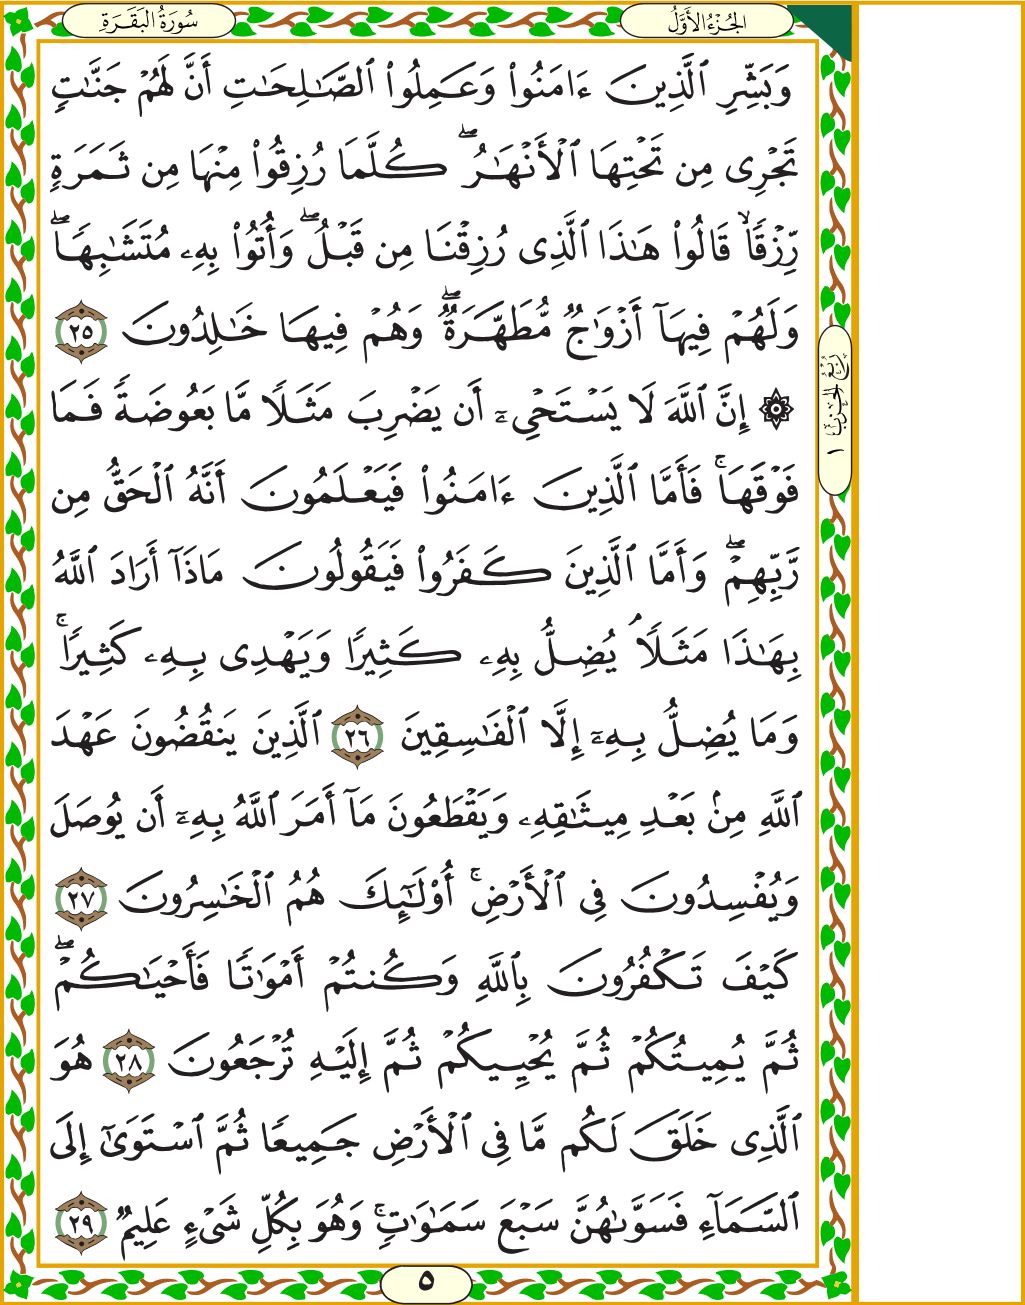 الجُزْءُ الأَوَّلُ
سُورَةُ البَقَرَةِ
وَبَشِّرِ ٱلَّذِينَ ءَامَنُوا۟ وَعَمِلُوا۟ ٱلصَّـٰلِحَـٰتِ أَنَّ لَهُمْ جَنَّـٰتٍ
تَجْرِى مِن تَحْتِهَا ٱلْأَنْهَـٰرُ ۖ كُلَّمَا رُزِقُوا۟ مِنْهَا مِن ثَمَرَةٍ
رِّزْقًا ۙ قَالُوا۟ هَـٰذَا ٱلَّذِى رُزِقْنَا مِن قَبْلُ ۖ وَأُتُوا۟ بِهِۦ مُتَشَـٰبِهًا ۖ
وَلَهُمْ فِيهَآ أَزْوَٰجٌ مُّطَهَّرَةٌ ۖ وَهُمْ فِيهَا خَـٰلِدُونَ ٢٥
۞ إِنَّ ٱللَّهَ لَا يَسْتَحْىِۦٓ أَن يَضْرِبَ مَثَلًا مَّا بَعُوضَةً فَمَا
فَوْقَهَا ۚ فَأَمَّا ٱلَّذِينَ ءَامَنُوا۟ فَيَعْلَمُونَ أَنَّهُ ٱلْحَقُّ مِن
رَّبِّهِمْ ۖ وَأَمَّا ٱلَّذِينَ كَفَرُوا۟ فَيَقُولُونَ مَاذَآ أَرَادَ ٱللَّهُ
بِهَـٰذَا مَثَلًا ۘ يُضِلُّ بِهِۦ كَثِيرًا وَيَهْدِى بِهِۦ كَثِيرًا ۚ
وَمَا يُضِلُّ بِهِۦٓ إِلَّا ٱلْفَـٰسِقِينَ ٢٦ ٱلَّذِينَ يَنقُضُونَ عَهْدَ
ٱللَّهِ مِنۢ بَعْدِ مِيثَـٰقِهِۦ وَيَقْطَعُونَ مَآ أَمَرَ ٱللَّهُ بِهِۦٓ أَن يُوصَلَ
وَيُفْسِدُونَ فِى ٱلْأَرْضِ ۚ أُو۟لَـٰٓئِكَ هُمُ ٱلْخَـٰسِرُونَ ٢٧
كَيْفَ تَكْفُرُونَ بِٱللَّهِ وَكُنتُمْ أَمْوَٰتًا فَأَحْيَـٰكُمْ ۖ
ثُمَّ يُمِيتُكُمْ ثُمَّ يُحْيِيكُمْ ثُمَّ إِلَيْهِ تُرْجَعُونَ ٢٨ هُوَ
ٱلَّذِى خَلَقَ لَكُم مَّا فِى ٱلْأَرْضِ جَمِيعًا ثُمَّ ٱسْتَوَىٰٓ إِلَى
ٱلسَّمَآءِ فَسَوَّىٰهُنَّ سَبْعَ سَمَـٰوَٰتٍ ۚ وَهُوَ بِكُلِّ شَىْءٍ عَلِيمٌ ٢٩
رُبْعُ الحِزْبِ ١
٥